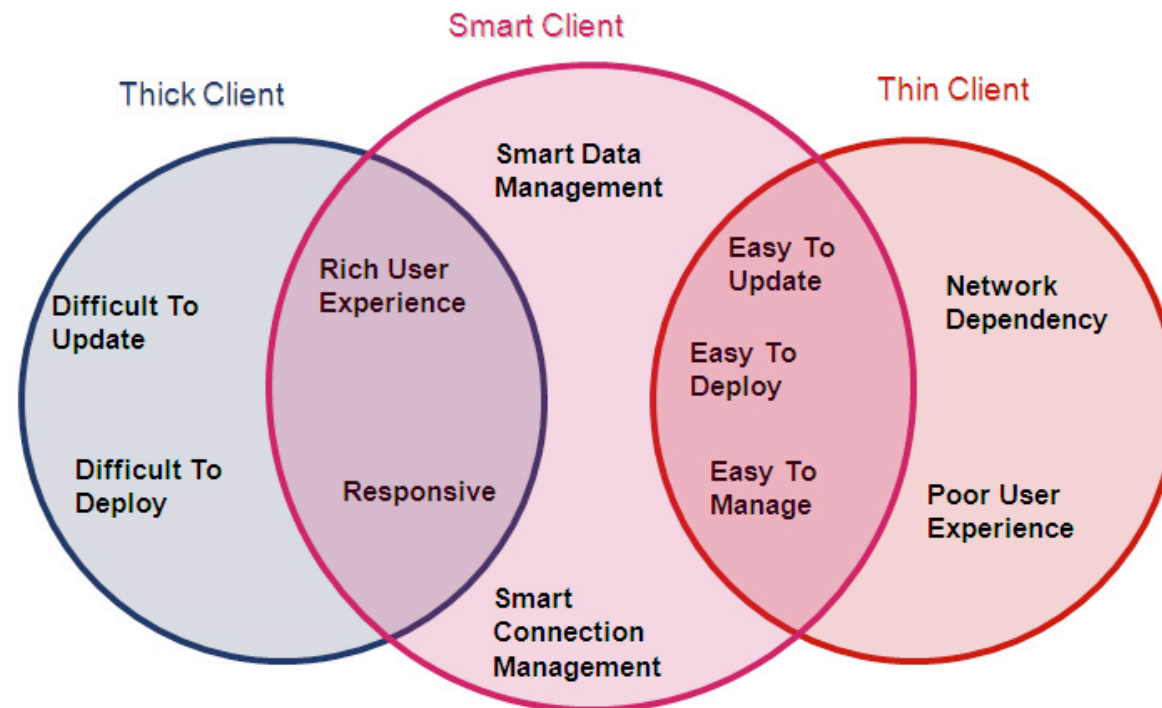 Smart Client
Thick Client
Thin Client
Smart Data
Management
Rich User
Experience
Difficult To
Update
Difficult To
Deploy
Responsive
Easy To
Update
Easy To
Deploy
Easy To
Manage
Network
Dependency
Poor User
Experience
Smart
Connection
Management